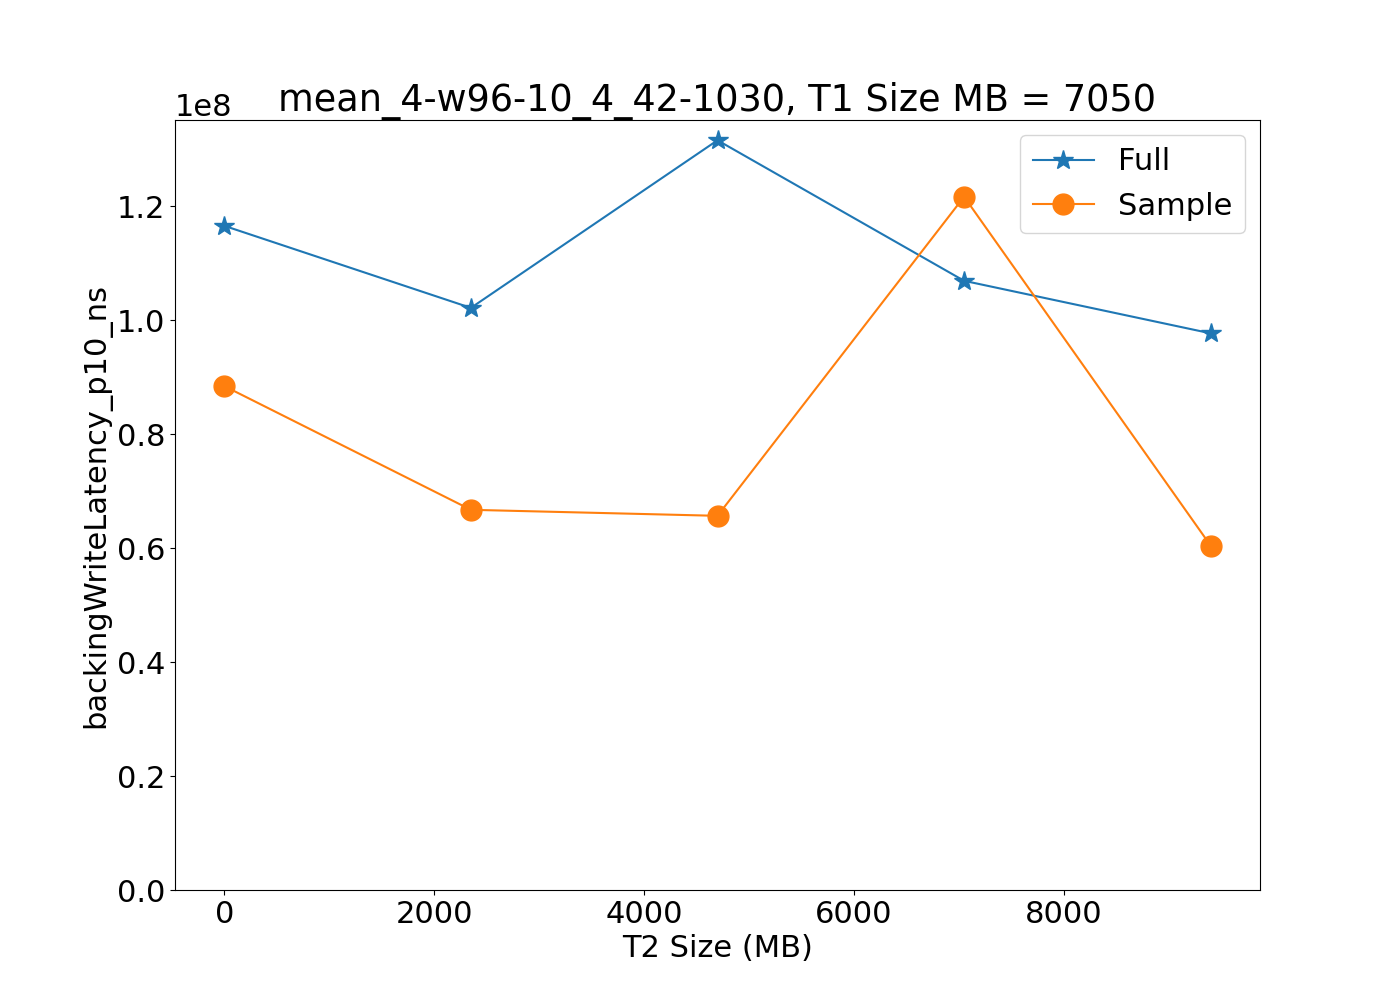 1e8
mean_4-w96-10_4_42-1030, T1 Size MB = 7050
Full
Sample
backingWriteLatency_p10_ns
1.2
1.0
0.8
0.6
0.4
0.2
0.0
0 2000 4000 6000 8000
T2 Size (MB)